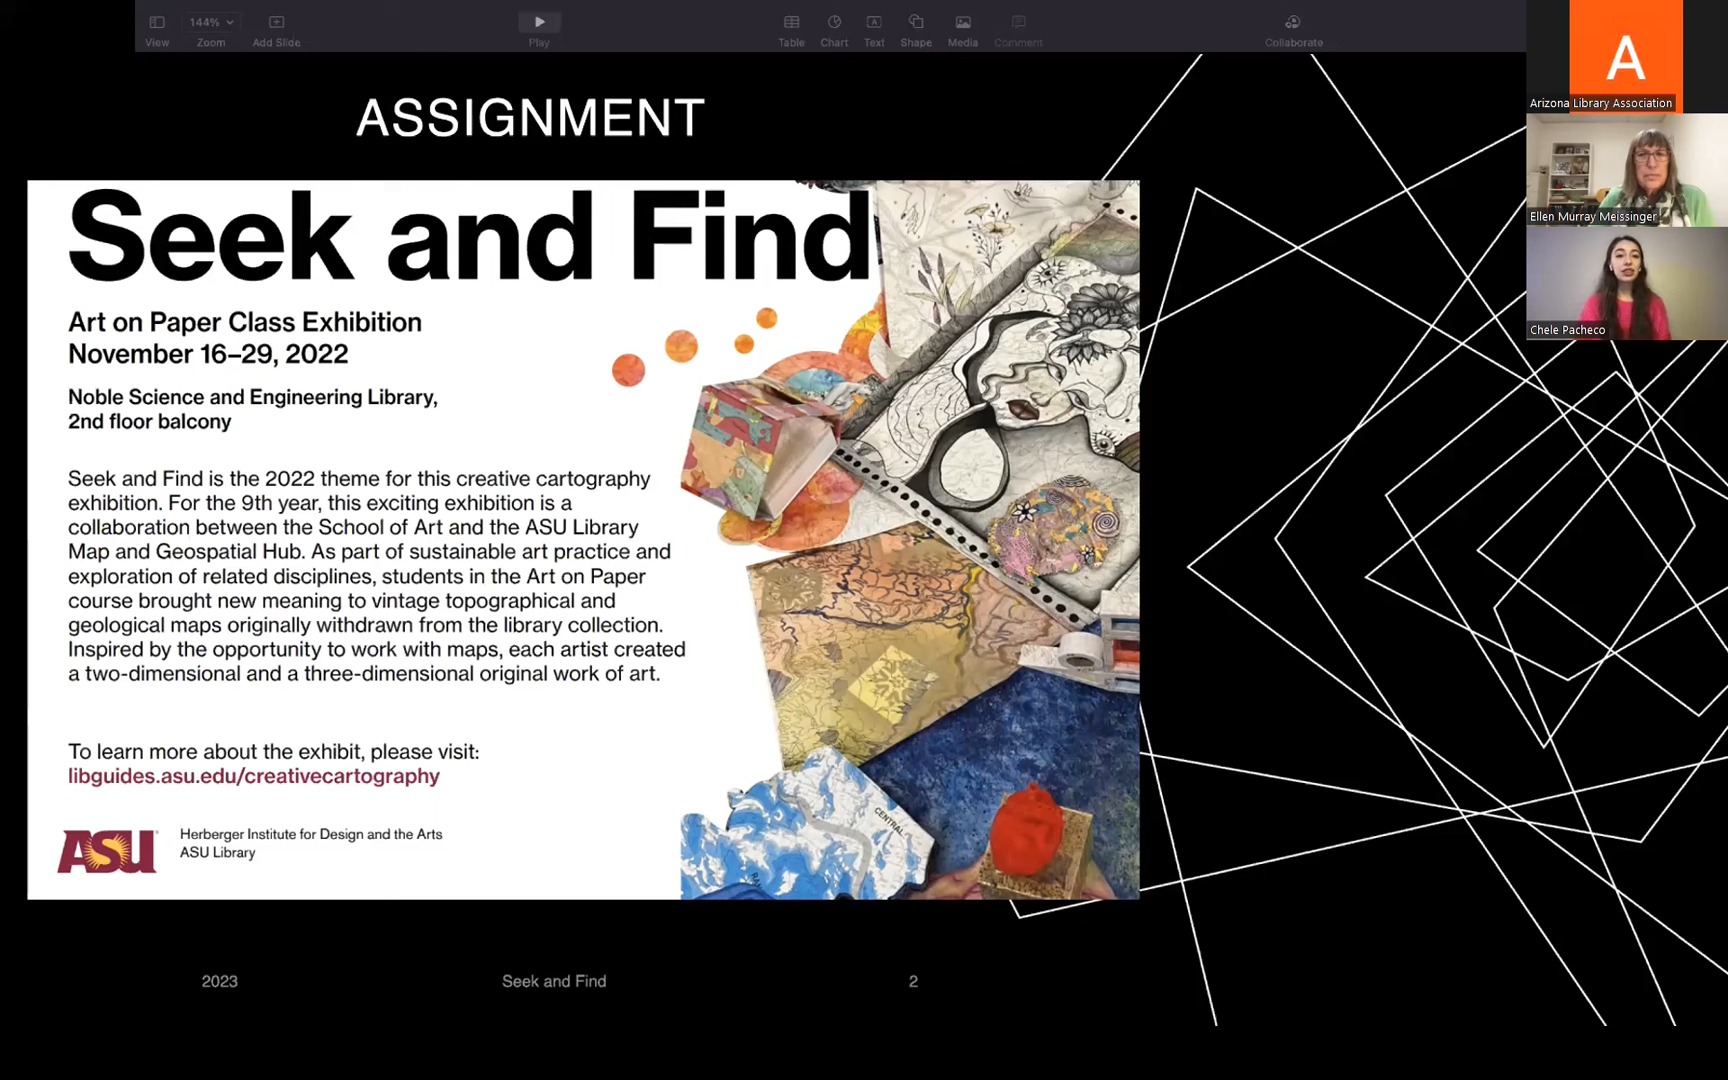 View
144%
Zoom
Add Slide
Play
Table
Chart
Text
Shape
Media
Comment
Collaborate
A
Arizona Library Association
Ellen Murray Meissinger
Chele Pacheco
ASSIGNMENT
Seek and Find
Art on Paper Class Exhibition
November 16–29, 2022
Noble Science and Engineering Library,
2nd floor balcony
Seek and Find is the 2022 theme for this creative cartography
exhibition. For the 9th year, this exciting exhibition is a
collaboration between the School of Art and the ASU Library
Map and Geospatial Hub. As part of sustainable art practice and
exploration of related disciplines, students in the Art on Paper
course brought new meaning to vintage topographical and
geological maps originally withdrawn from the library collection.
Inspired by the opportunity to work with maps, each artist created
a two-dimensional and a three-dimensional original work of art.
To learn more about the exhibit, please visit:
libguides.asu.edu/creativecartography
ASU
Herberger Institute for Design and the Arts
ASU Library
CENTRAL
2023
Seek and Find
2